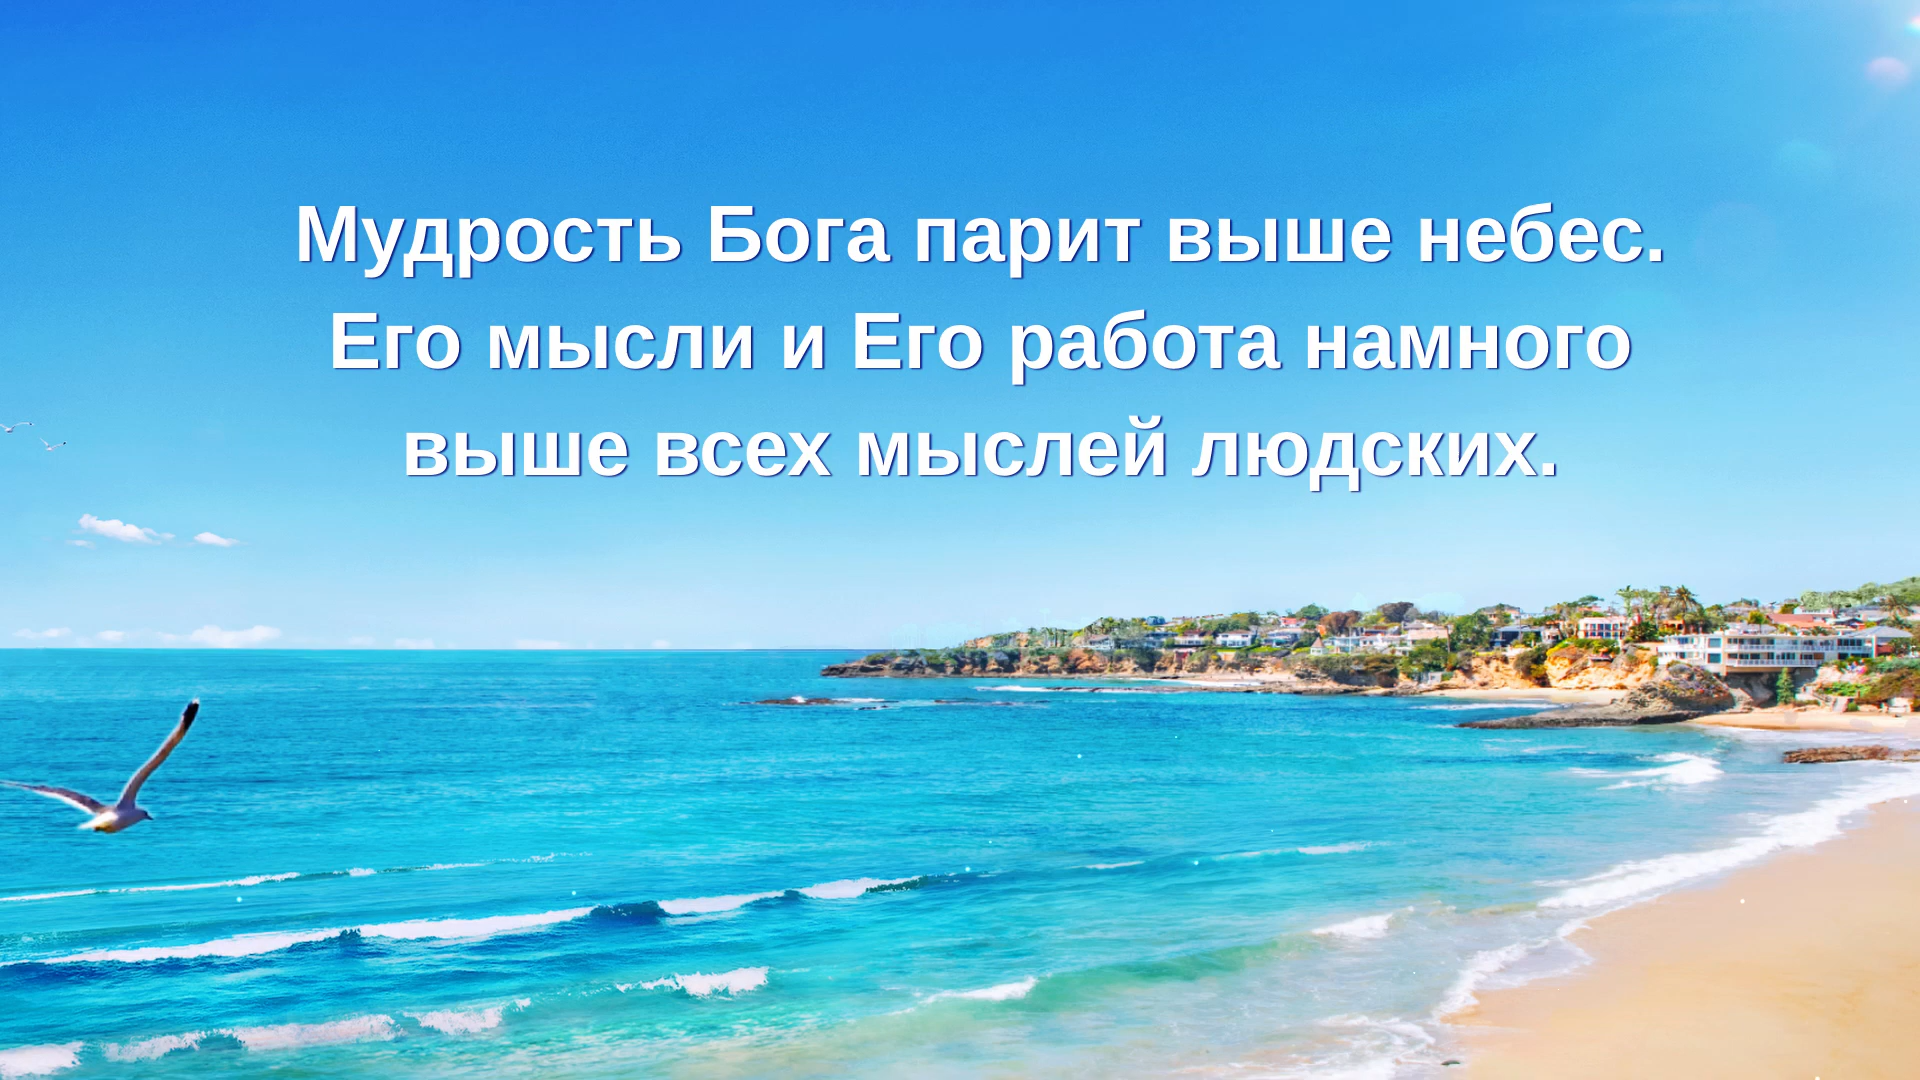 Мудрость Бога парит выше небес.
Его мысли и Его работа намного
выше всех мыслей людских.